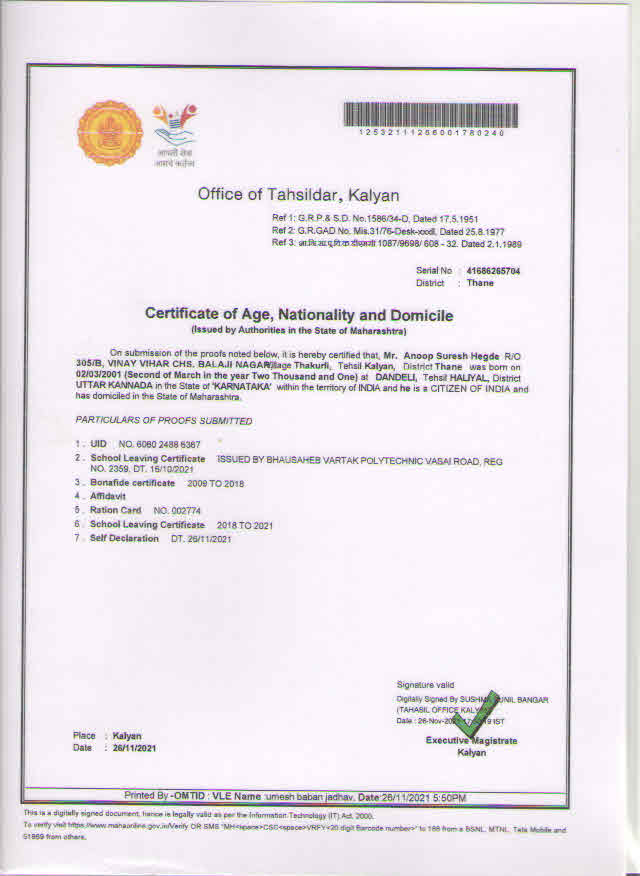 आपली सेवा
आमचे कर्तव्य
12532111266001780240
Office of Tahsildar, Kalyan
Ref 1: G.R.P.& S.D. No.1586/34-D, Dated 17.5.1951
Ref 2: G.R.GAD No. Mis.31/76-Desk-xxxdl, Dated 25.8.1977
Ref 3: 1087/9698/ 608 - 32. Dated 2.1.1989
Serial No : 41686265704
District : Thane
Certificate of Age, Nationality and Domicile
(Issued by Authorities in the State of Maharashtra)
On submission of the proofs noted below, it is hereby certified that, Mr. Anoop Suresh Hegde R/O
305/B, VINAY VIHAR CHS. BALAJI NAGAR Village Thakurli, Tehsil Kalyan, District Thane was born on
02/03/2001 (Second of March in the year Two Thousand and One) at DANDELI, Tehsil HALIYAL, District
UTTAR KANNADA in the State of 'KARNATAKA' within the territory of INDIA and he is a CITIZEN OF INDIA and
has domiciled in the State of Maharashtra.
PARTICULARS OF PROOFS SUBMITTED
1 . UID NO. 6060 2488 6367
2 . School Leaving Certificate ISSUED BY BHAUSAHEB VARTAK POLYTECHNIC VASAI ROAD, REG
NO. 2359, DT. 16/10/2021
3 . Bonafide certificate 2009 TO 2018
4 . Affidavit
5 . Ration Card NO. 002774
6 . School Leaving Certificate 2018 TO 2021
7 . Self Declaration DT. 26/11/2021
Signature valid
Digitally Signed By SUSHMA SUNIL BANGAR
(TAHASIL OFFICE KALYAN)
Date : 26-Nov-2021 IST
Place : Kalyan
Date : 26/11/2021
Executive Magistrate
Kalyan
Printed By -OMTID : VLE Name :umesh baban jadhav, Date:26/11/2021 5:50PM
This is a digitally signed document, hence is legally valid as per the Information Technology (IT) Act, 2000.
To verify visit https://www.mahaonline.gov.in/Verify OR SMS "MH<space>CSC<space>VRFY<20 digit Barcode number>" to 166 from a BSNL, MTNL, Tata Mobile and
51969 from others.